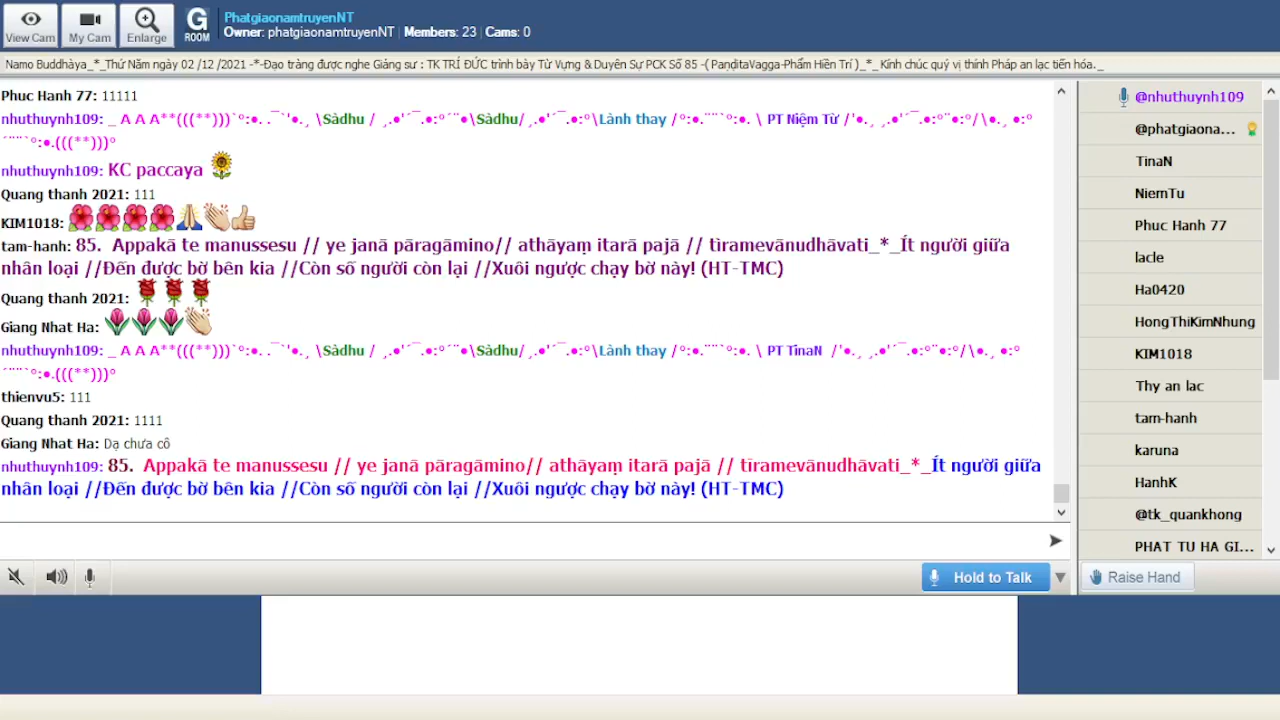 View Cam
My Cam
Enlarge
G
ROOM
PhatgiaonamtruyenNT
Owner: phatgiaonamtruyenNT | Members: 23 | Cams: 0
Namo Buddhàya_*_Thứ Năm ngày 02 /12 /2021 -*-Đạo tràng được nghe Giảng sư : TK TRÍ ĐỨC trình bày Từ Vựng & Duyên Sự PCK Số 85 -( PaṇḍitaVagga-Phẩm Hiền Trí )_*_ Kính chúc quý vị thính Pháp an lạc tiến hóa._
Phuc Hanh 77: 11111
nhuthuynh109: _ A A A**(((**)))`°:•. .¯`'•.¸ \Sàdhu / ¸.•'´¯.•:°´¨•\Sàdhu/¸.•'´¯.•:°\Lành thay /°:•.¨¨`°:•. \ PT Niệm Từ /'•.¸ ¸.•'´¯.•:°¨•:°/\•.¸ •:°
´¨¨`°:•.(((**)))°
nhuthuynh109: KC paccaya
Quang thanh 2021: 111
KIM1018:
tam-hanh: 85. Appakā te manussesu // ye janā pāragāmino// athāyaṃ itarā pajā // tīramevānudhāvati_*_Ít người giữa
nhân loại //Đến được bờ bên kia //Còn số người còn lại //Xuôi ngược chạy bờ này! (HT-TMC)
Quang thanh 2021:
Giang Nhat Ha:
nhuthuynh109: _ A A A**(((**)))`°:•. .¯`'•.¸ \Sàdhu / ¸.•'´¯.•:°´¨•\Sàdhu/¸.•'´¯.•:°\Lành thay /°:•.¨¨`°:•. \ PT TinaN /'•.¸ ¸.•'´¯.•:°¨•:°/\•.¸ •:°
´¨¨`°:•.(((**)))°
thienvu5: 111
Quang thanh 2021: 1111
Giang Nhat Ha: Dạ chưa cô
nhuthuynh109: 85. Appakā te manussesu // ye janā pāragāmino// athāyaṃ itarā pajā // tīramevānudhāvati_*_Ít người giữa
nhân loại //Đến được bờ bên kia //Còn số người còn lại //Xuôi ngược chạy bờ này! (HT-TMC)
@nhuthuynh109
@phatgiaona...
TinaN
NiemTu
Phuc Hanh 77
lacle
Ha0420
HongThiKimNhung
KIM1018
Thy an lac
tam-hanh
karuna
HanhK
@tk_quankhong
PHAT TU HA GI...
Hold to Talk
Raise Hand